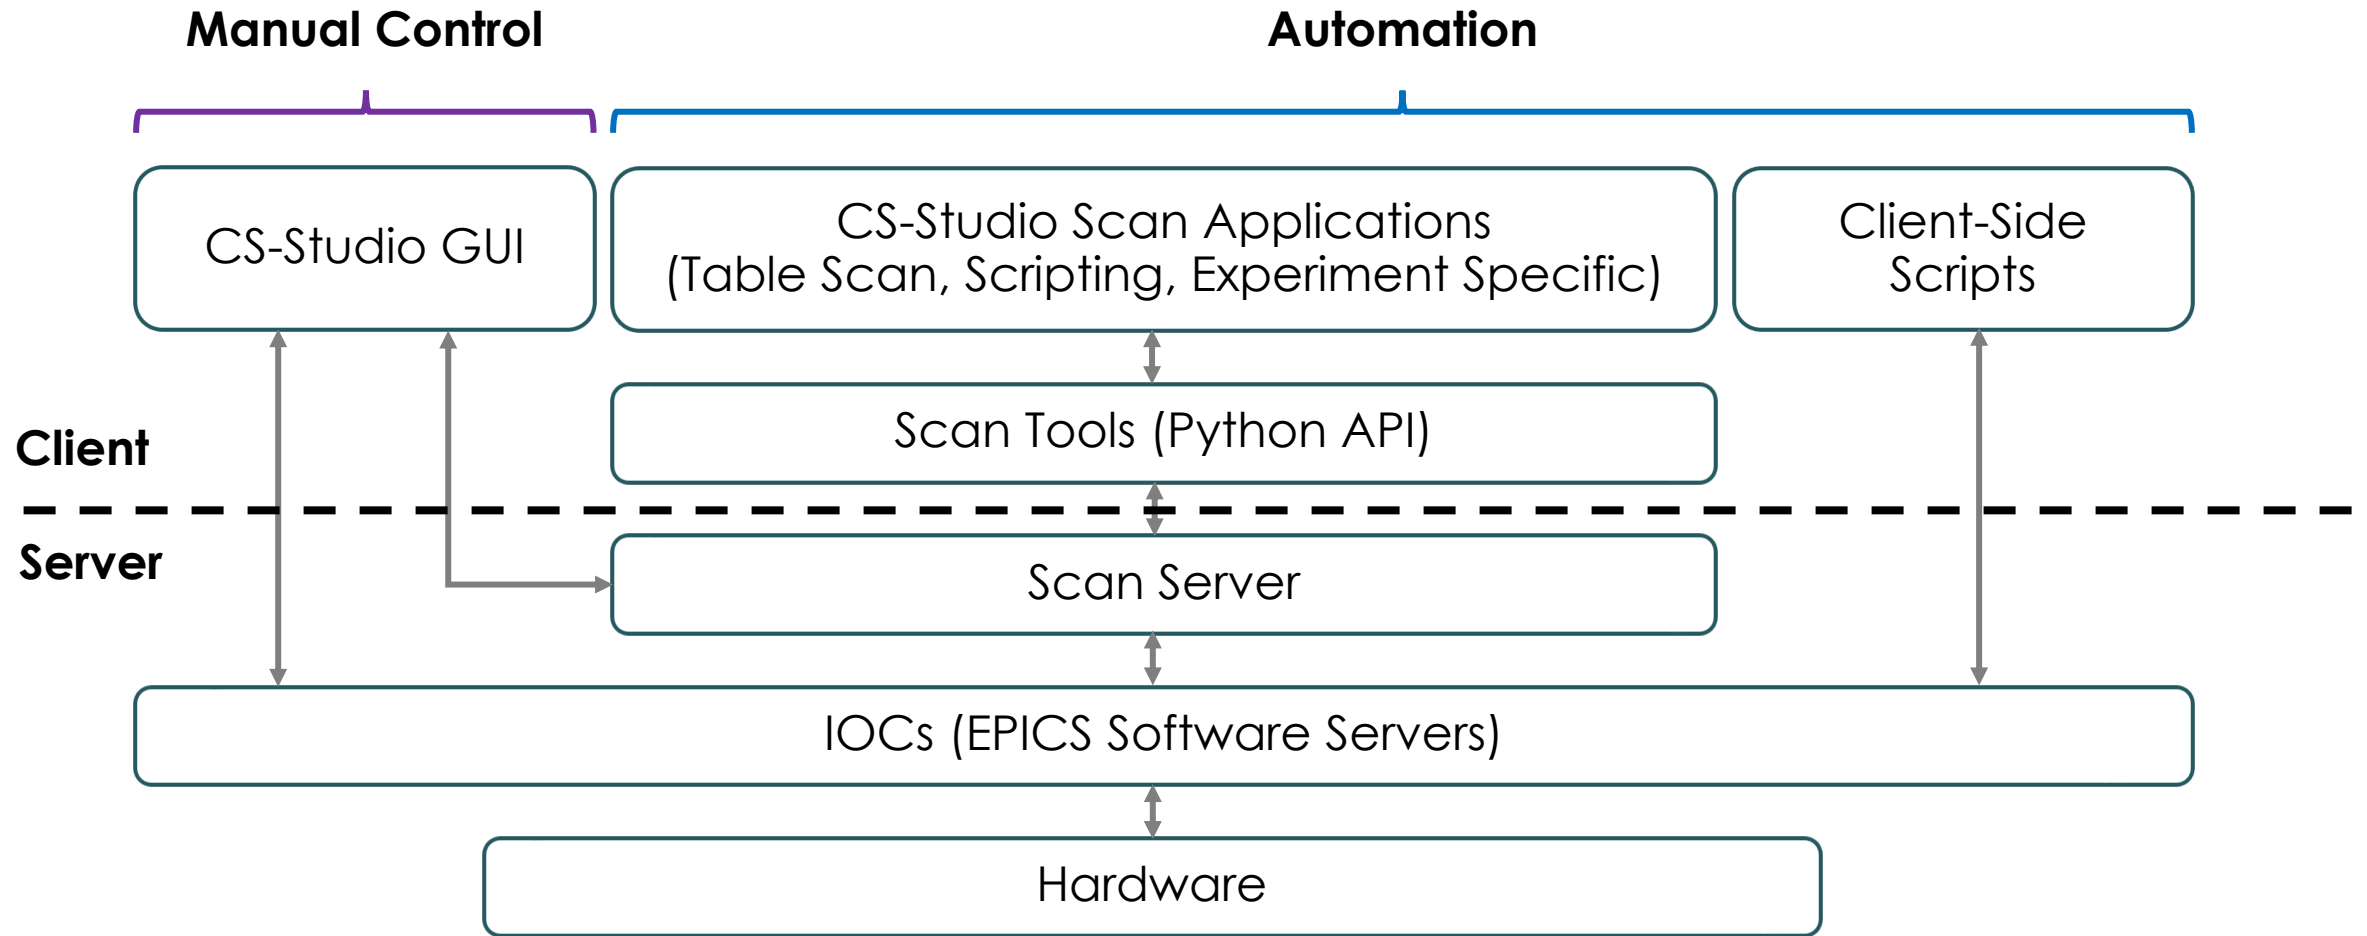 Manual Control
Automation
CS-Studio GUI
CS-Studio Scan Applications
(Table Scan, Scripting, Experiment Specific)
Client-Side
Scripts
Scan Tools (Python API)
Client
Server
Scan Server
IOCs (EPICS Software Servers)
Hardware